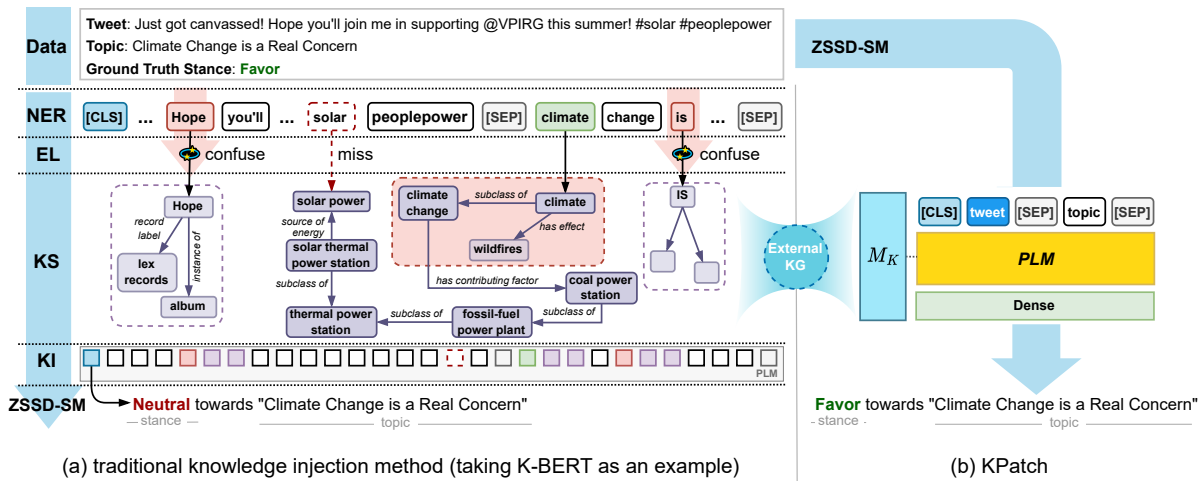 Data
Tweet: Just got canvassed! Hope you'll join me in supporting @VPIRG this summer! #solar #peoplepower
Topic: Climate Change is a Real Concern
Ground Truth Stance: Favor
ZSSD-SM
NER
[CLS] ... Hope you'll ... solar peoplepower [SEP] climate change is ... [SEP]
EL
confuse
miss
confuse
KS
Hope
record label
instance of
lex records
album
solar power
source of energy
solar thermal power station
subclass of
thermal power station
subclass of
fossil-fuel power plant
subclass of
coal power station
has contributing factor
climate change
subclass of
climate
has effect
wildfires
IS
External KG
M_K
[CLS] tweet [SEP] topic [SEP]
PLM
Dense
KI
PLM
ZSSD-SM
Neutral towards "Climate Change is a Real Concern"
stance
topic
Favor towards "Climate Change is a Real Concern"
stance
topic
(a) traditional knowledge injection method (taking K-BERT as an example)
(b) KPatch